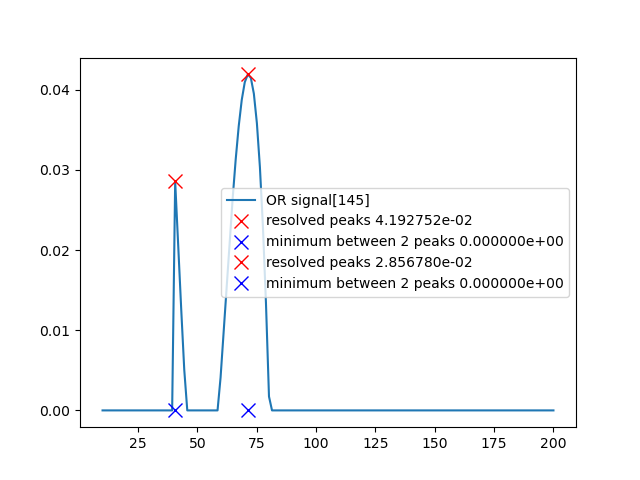 0.04
0.03
0.02
0.01
0.00
OR signal[145]
resolved peaks 4.192752e-02
minimum between 2 peaks 0.000000e+00
resolved peaks 2.856780e-02
minimum between 2 peaks 0.000000e+00
25 50 75 100 125 150 175 200